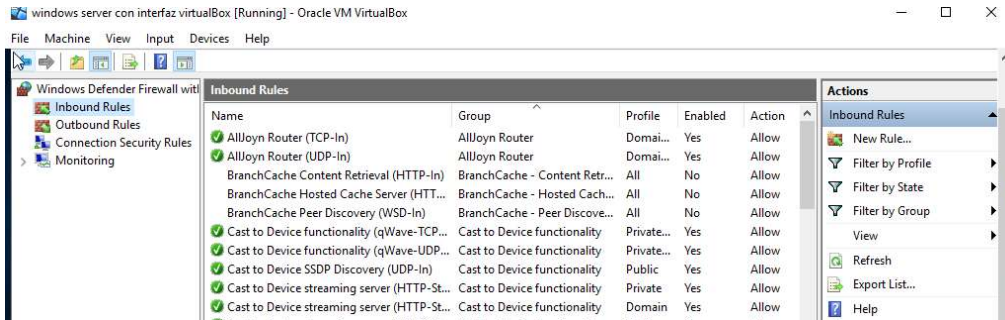 windows server con interfaz virtualBox [Running] - Oracle VM VirtualBox
File Machine View Input Devices Help
Windows Defender Firewall witl
Inbound Rules
Outbound Rules
Connection Security Rules
Monitoring
Inbound Rules
Name Group Profile Enabled Action
AllJoyn Router (TCP-In) AllJoyn Router Domai... Yes Allow
AllJoyn Router (UDP-In) AllJoyn Router Domai... Yes Allow
BranchCache Content Retrieval (HTTP-In) BranchCache - Content Retr... All No Allow
BranchCache Hosted Cache Server (HTT... BranchCache - Hosted Cach... All No Allow
BranchCache Peer Discovery (WSD-In) BranchCache - Peer Discove... All No Allow
Cast to Device functionality (qWave-TCP... Cast to Device functionality Private... Yes Allow
Cast to Device functionality (qWave-UDP... Cast to Device functionality Private... Yes Allow
Cast to Device SSDP Discovery (UDP-In) Cast to Device functionality Public Yes Allow
Cast to Device streaming server (HTTP-St... Cast to Device functionality Private Yes Allow
Cast to Device streaming server (HTTP-St... Cast to Device functionality Domain Yes Allow
Actions
Inbound Rules
New Rule...
Filter by Profile
Filter by State
Filter by Group
View
Refresh
Export List...
Help